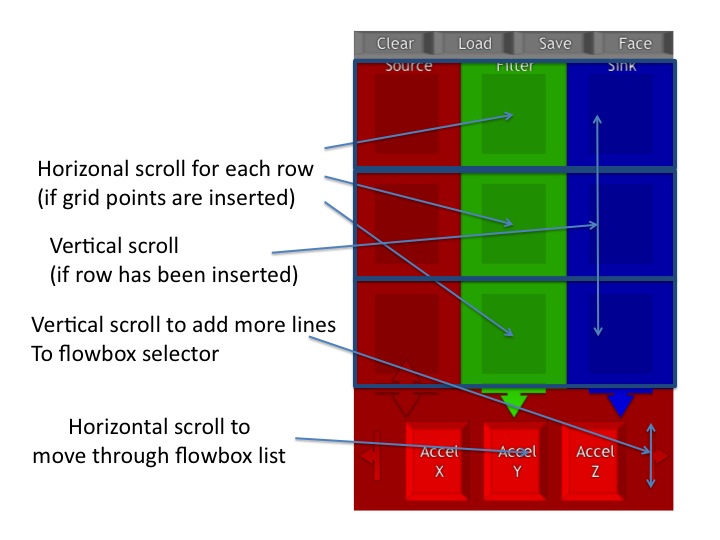 Clear Load Save Face
Source Filter Sink
Horizonal scroll for each row
(if grid points are inserted)
Vertical scroll
(if row has been inserted)
Vertical scroll to add more lines
To flowbox selector
Horizontal scroll to
move through flowbox list
Accel Accel Accel
X Y Z